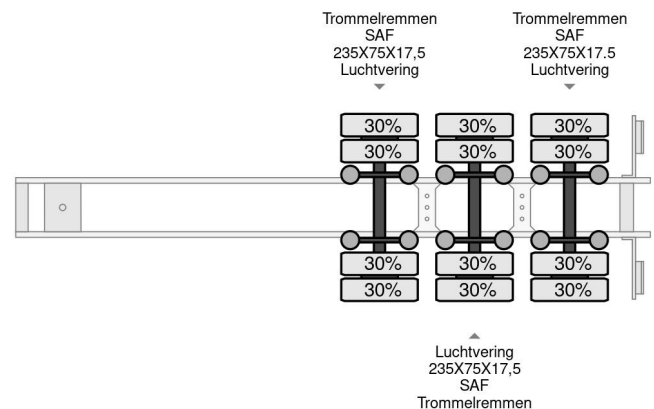 Trommelremmen
SAF
235X75X17,5
Luchtvering
Trommelremmen
SAF
235X75X17.5
Luchtvering
30% 30% 30%
30% 30% 30%
30% 30% 30%
30% 30% 30%
Luchtvering
235X75X17,5
SAF
Trommelremmen